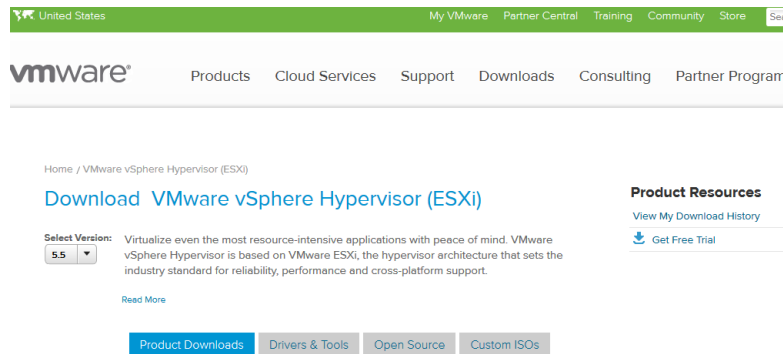 United States
My VMware Partner Central Training Community Store
vmware®
Products Cloud Services Support Downloads Consulting Partner Program
Home / VMware vSphere Hypervisor (ESXi)
Download VMware vSphere Hypervisor (ESXi)
Select Version:
5.5
Virtualize even the most resource-intensive applications with peace of mind. VMware
vSphere Hypervisor is based on VMware ESXi, the hypervisor architecture that sets the
industry standard for reliability, performance and cross-platform support.
Read More
Product Resources
View My Download History
Get Free Trial
Product Downloads Drivers & Tools Open Source Custom ISOs